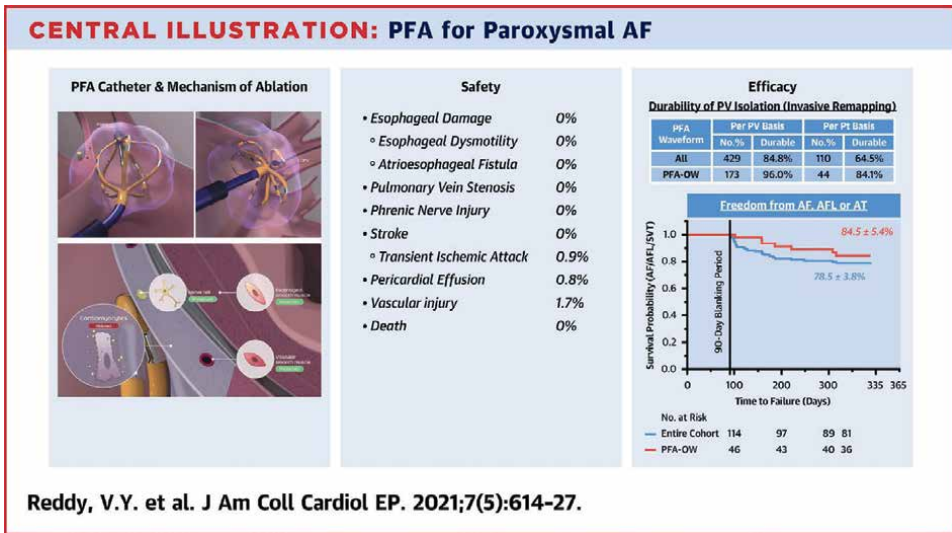 CENTRAL ILLUSTRATION: PFA for Paroxysmal AF
PFA Catheter & Mechanism of Ablation
Cardiomyocytes
Safety
• Esophageal Damage 0%
° Esophageal Dysmotility 0%
° Atrioesophageal Fistula 0%
• Pulmonary Vein Stenosis 0%
• Phrenic Nerve Injury 0%
• Stroke 0%
° Transient Ischemic Attack 0.9%
• Pericardial Effusion 0.8%
• Vascular injury 1.7%
• Death 0%
Efficacy
Durability of PV Isolation (Invasive Remapping)
PFA Waveform Per PV Basis Per Pt Basis
No.% Durable No.% Durable
All 429 84.8% 110 64.5%
PFA-OW 173 96.0% 44 84.1%
Freedom from AF, AFL or AT
Survival Probability (AF/AFL/SVT)
1.0
0.8
0.6
0.4
0.2
0.0
90-Day Blanking Period
84.5 ± 5.4%
78.5 ± 3.8%
0 100 200 300 335 365
Time to Failure (Days)
No. at Risk
Entire Cohort 114 97 89 81
PFA-OW 46 43 40 36
Reddy, V.Y. et al. J Am Coll Cardiol EP. 2021;7(5):614-27.